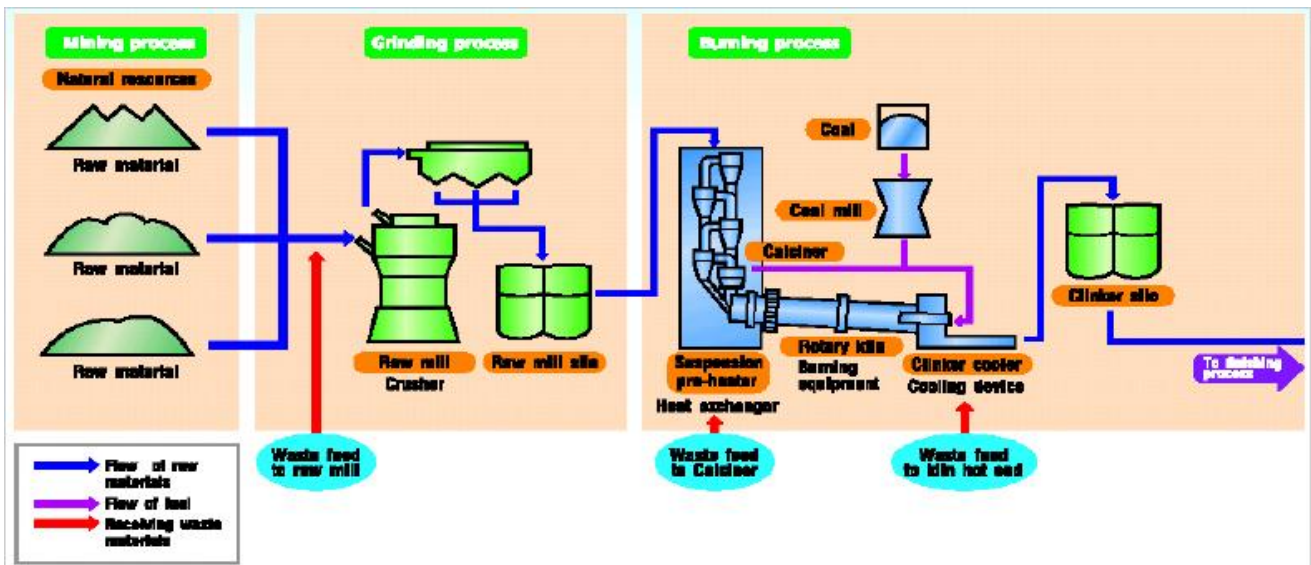 Mining process
Grinding process
Burning process
Natural resources
Raw material
Raw material
Raw material
Raw mill
Crusher
Raw mill silo
Coal
Coal mill
Calciner
Suspension
pre-heater
Heat exchanger
Rotary kiln
Burning
equipment
Clinker cooler
Cooling device
Clinker silo
To finishing
process
Waste feed
to raw mill
Waste feed
to Calciner
Waste feed
to kiln hot end
Flow of raw
materials
Flow of fuel
Receiving waste
materials